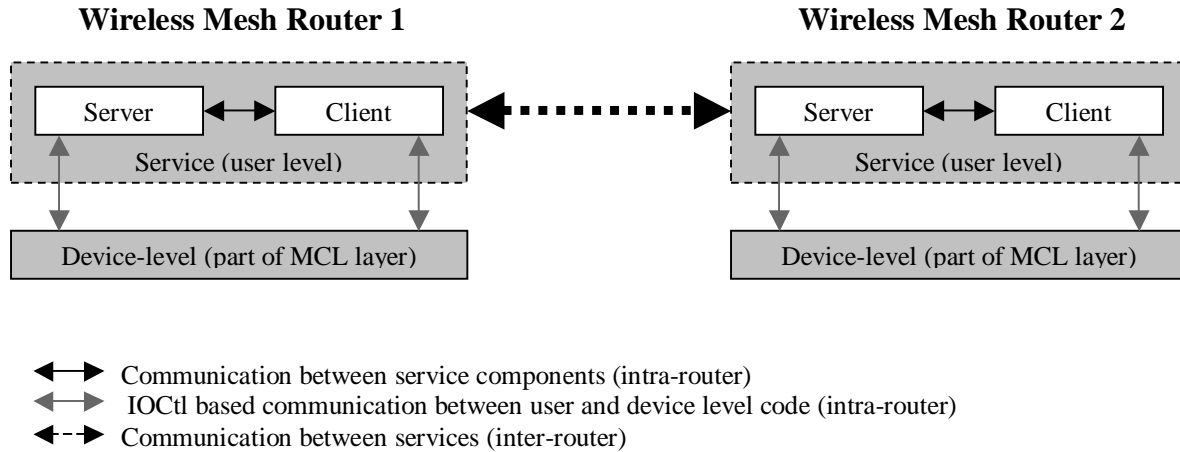 Wireless Mesh Router 1
Wireless Mesh Router 2
Server
Client
Service (user level)
Device-level (part of MCL layer)
Server
Client
Service (user level)
Device-level (part of MCL layer)
Communication between service components (intra-router)
IOCtl based communication between user and device level code (intra-router)
Communication between services (inter-router)